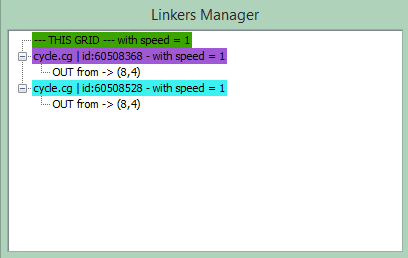 Linkers Manager
--- THIS GRID --- with speed = 1
cycle.cg | id:60508368 - with speed = 1
OUT from -> (8,4)
cycle.cg | id:60508528 - with speed = 1
OUT from -> (8,4)